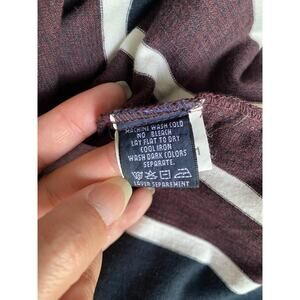 MACHINE WASH COLD
NO BLEACH
LAY FLAT TO DRY
COOL IRON
WASH DARK COLORS
SEPARATE.
LAVER SEPAREMENT